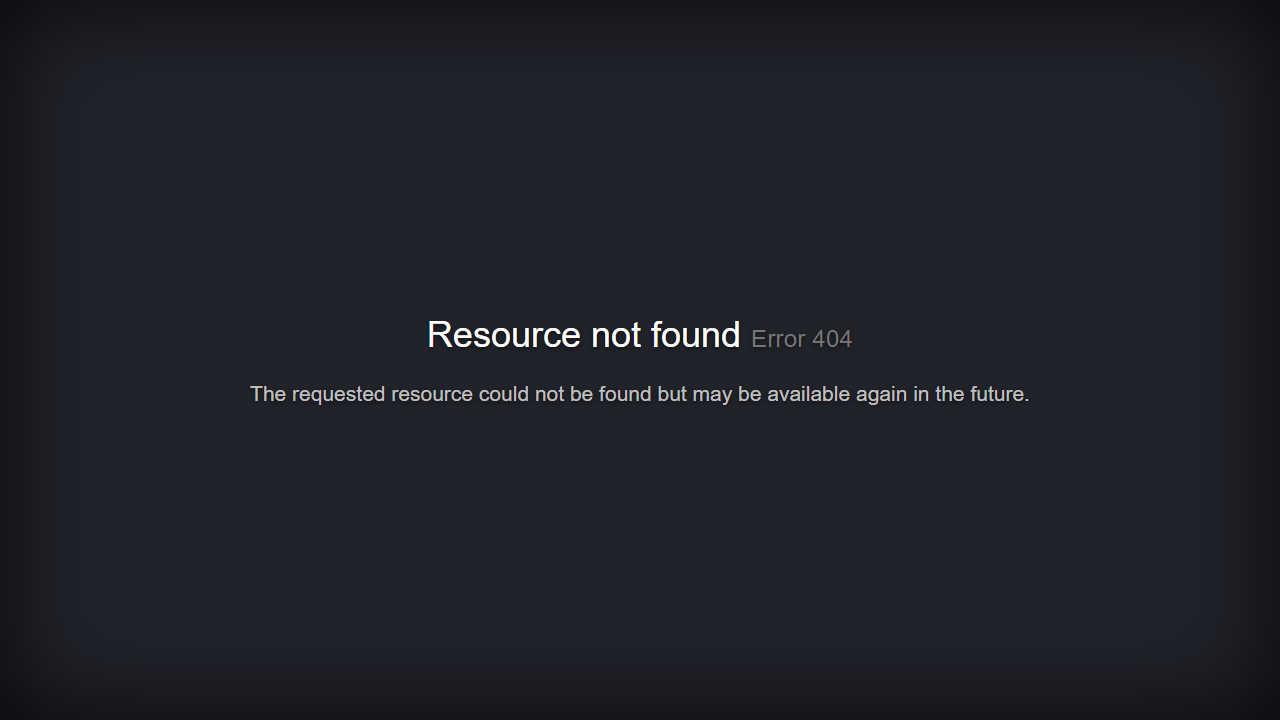 Resource not found Error 404
The requested resource could not be found but may be available again in the future.